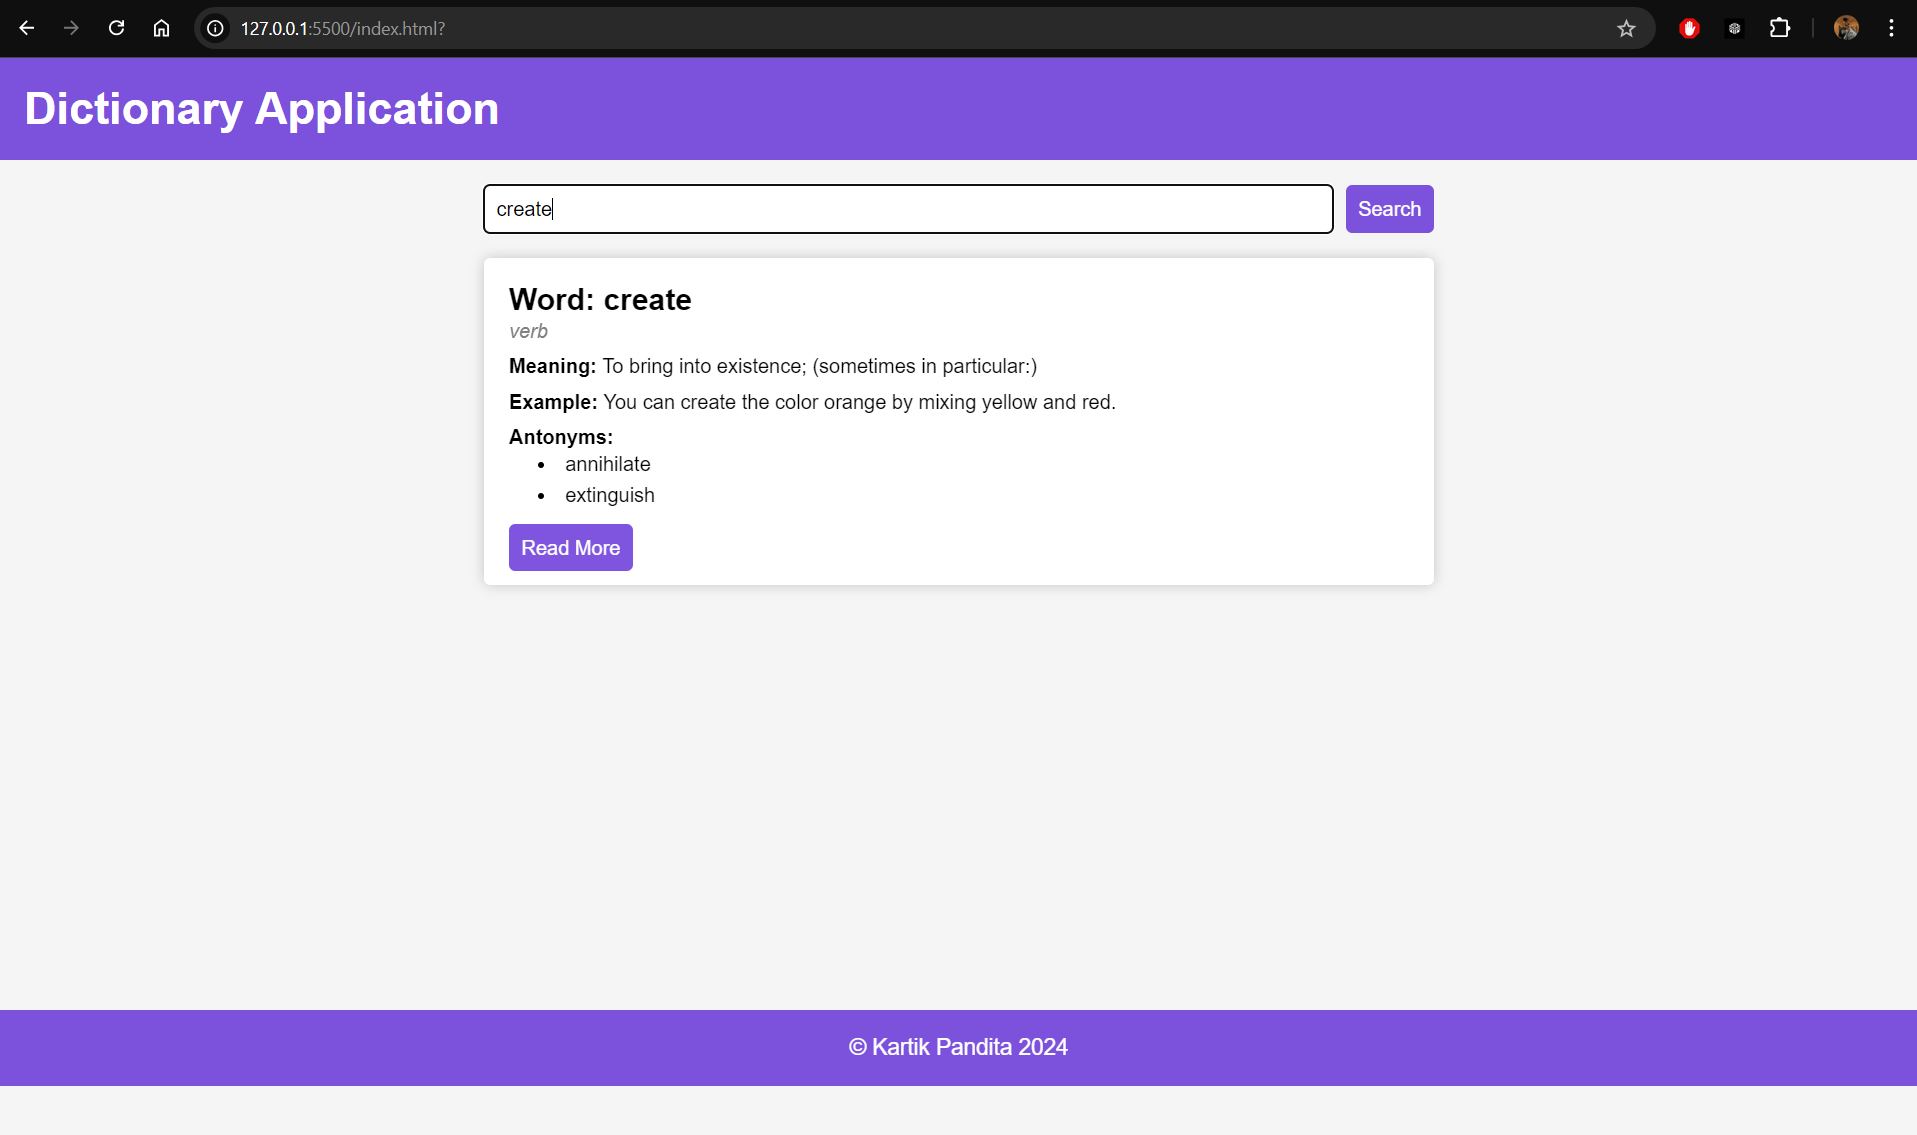 127.0.0.1:5500/index.html?
Dictionary Application
create
Search
Word: create
verb
Meaning: To bring into existence; (sometimes in particular:)
Example: You can create the color orange by mixing yellow and red.
Antonyms:
• annihilate
• extinguish
Read More
© Kartik Pandita 2024